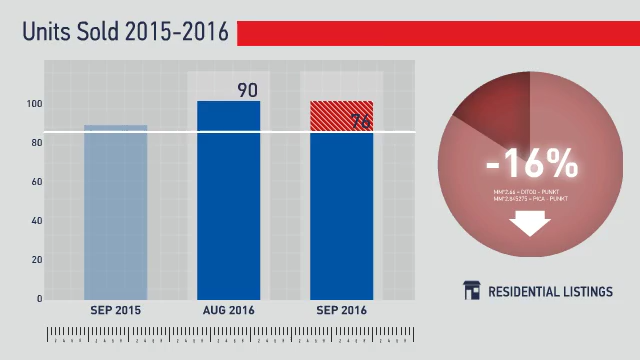 Units Sold 2015-2016
90
76
100
80
60
40
20
0
SEP 2015
AUG 2016
SEP 2016
-16%
RESIDENTIAL LISTINGS